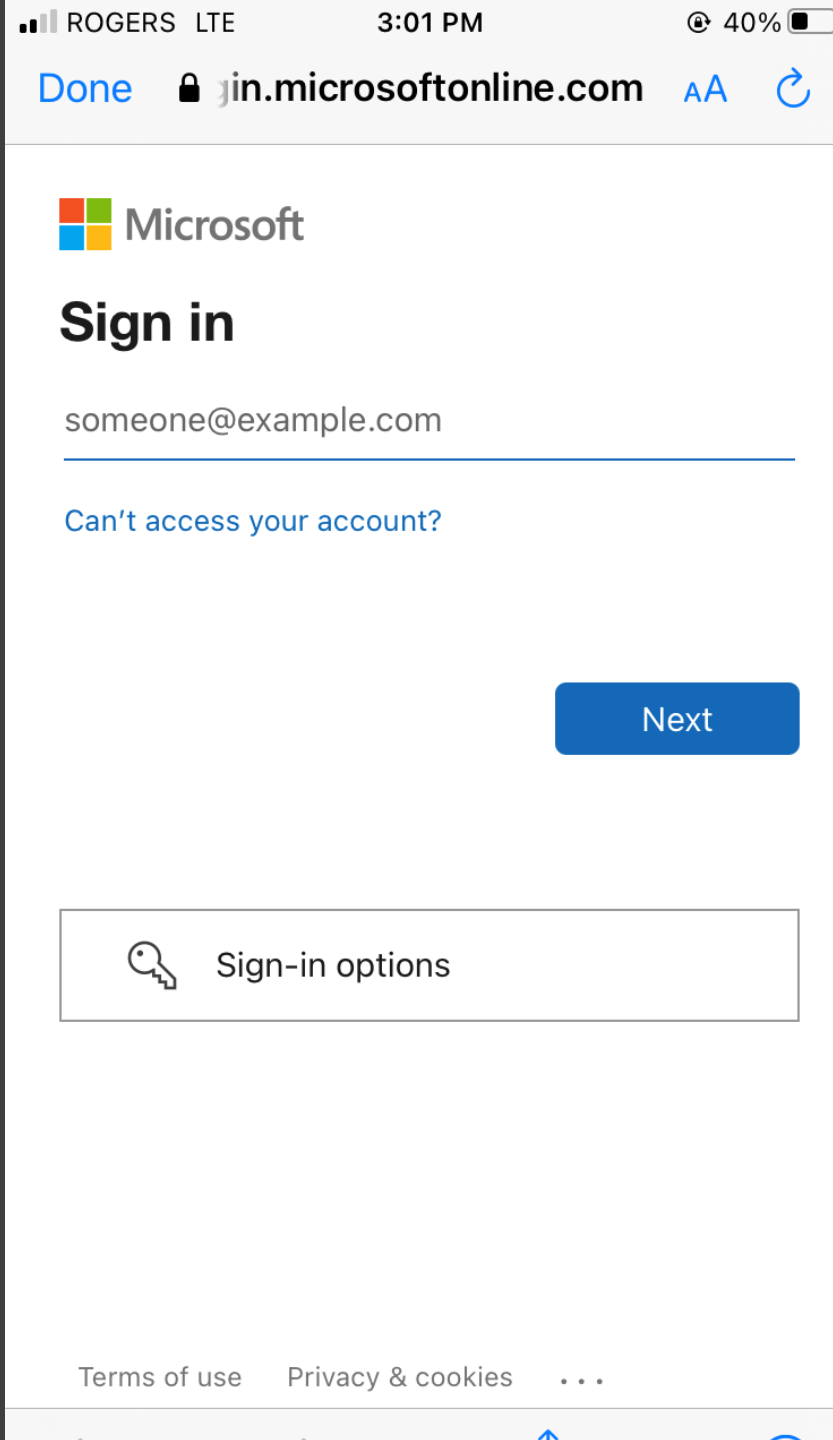 ROGERS LTE 3:01 PM 40%
Done gin.microsoftonline.com AA
Microsoft
Sign in
someone@example.com
Can't access your account?
Next
Sign-in options
Terms of use Privacy & cookies ...